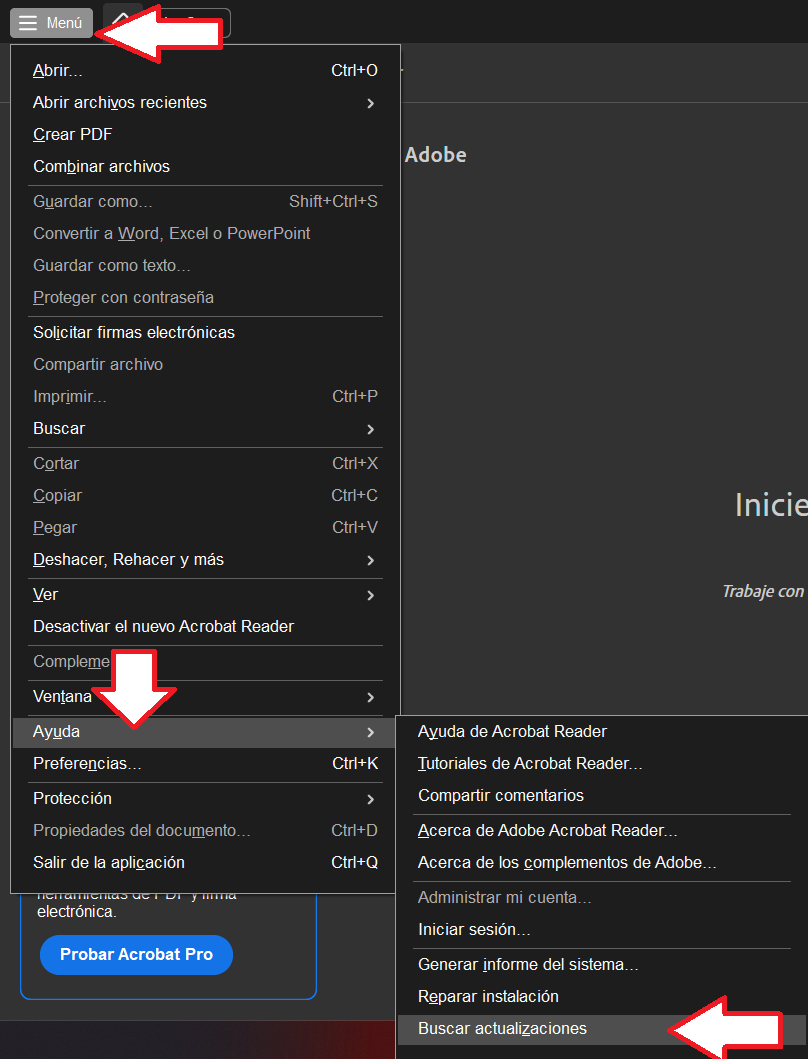 Menú
Abrir... Ctrl+O
Abrir archivos recientes
Crear PDF
Combinar archivos
Guardar como... Shift+Ctrl+S
Convertir a Word, Excel o PowerPoint
Guardar como texto...
Proteger con contraseña
Solicitar firmas electrónicas
Compartir archivo
Imprimir... Ctrl+P
Buscar
Cortar Ctrl+X
Copiar Ctrl+C
Pegar Ctrl+V
Deshacer, Rehacer y más
Ver
Desactivar el nuevo Acrobat Reader
Ventana
Ayuda
Preferencias... Ctrl+K
Protección
Propiedades del documento... Ctrl+D
Salir de la aplicación Ctrl+Q
Adobe
Inicie
Trabaje con
Ayuda de Acrobat Reader
Tutoriales de Acrobat Reader...
Compartir comentarios
Acerca de Adobe Acrobat Reader...
Acerca de los complementos de Adobe...
Administrar mi cuenta...
Iniciar sesión...
Generar informe del sistema...
Reparar instalación
Buscar actualizaciones
herramientas de PDF y firma
electrónica.
Probar Acrobat Pro